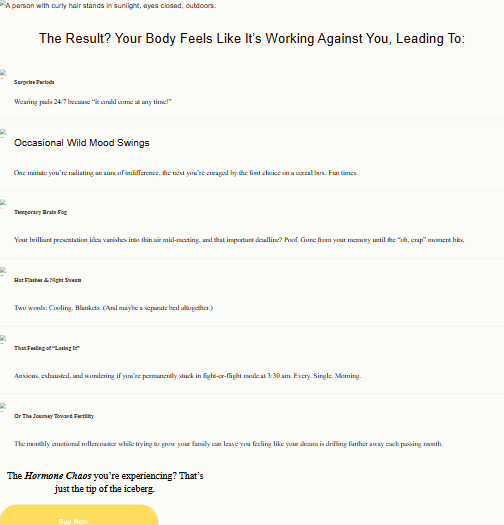 A person with curly hair stands in sunlight, eyes closed, outdoors.
The Result? Your Body Feels Like It’s Working Against You, Leading To:
Surprise Periods
Wearing pads 24/7 because “it could come at any time!”
Occasional Wild Mood Swings
One minute you’re radiating an aura of indifference, the next you’re enraged by the font choice on a cereal box. Fun times.
Temporary Brain Fog
Your brilliant presentation idea vanishes into thin air mid-meeting, and that important deadline? Poof. Gone from your memory until the “oh, crap” moment hits.
Hot Flashes & Night Sweats
Two words: Cooling. Blankets. (And maybe a separate bed altogether.)
That Feeling of “Losing It”
Anxious, exhausted, and wondering if you’re permanently stuck in fight-or-flight mode at 3:30 am. Every. Single. Morning.
Or The Journey Toward Fertility
The monthly emotional rollercoaster while trying to grow your family can leave you feeling like your dream is drifting further away each passing month.
The Hormone Chaos you’re experiencing? That’s
just the tip of the iceberg.
Buy Now